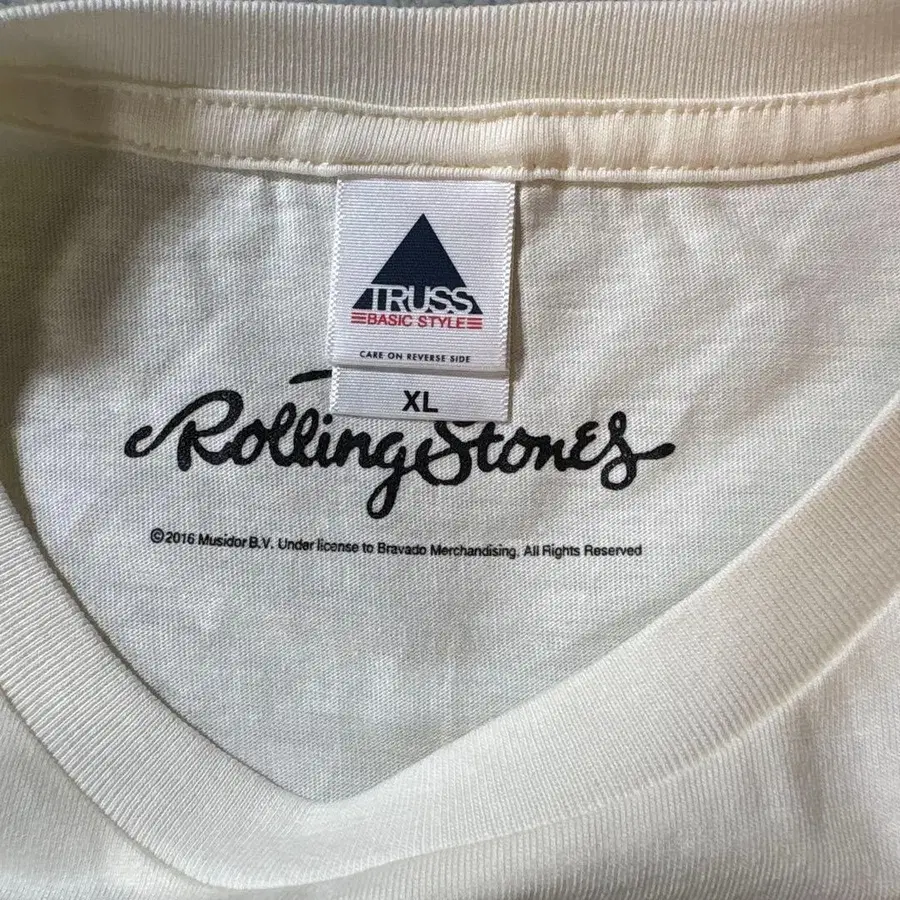 TRUSS
BASIC STYLE
CARE ON REVERSE SIDE
XL
Rolling Stones
©2016 Musidor B.V. Under license to Bravado Merchandising. All Rights Reserved